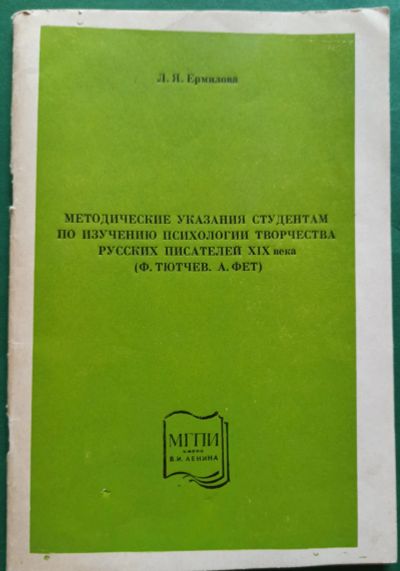 Л. Я. Ермилова
МЕТОДИЧЕСКИЕ УКАЗАНИЯ СТУДЕНТАМ
ПО ИЗУЧЕНИЮ ПСИХОЛОГИИ ТВОРЧЕСТВА
РУССКИХ ПИСАТЕЛЕЙ XIX века
(Ф. ТЮТЧЕВ. А. ФЕТ)
МГПИ
имени
В.И. ЛЕНИНА